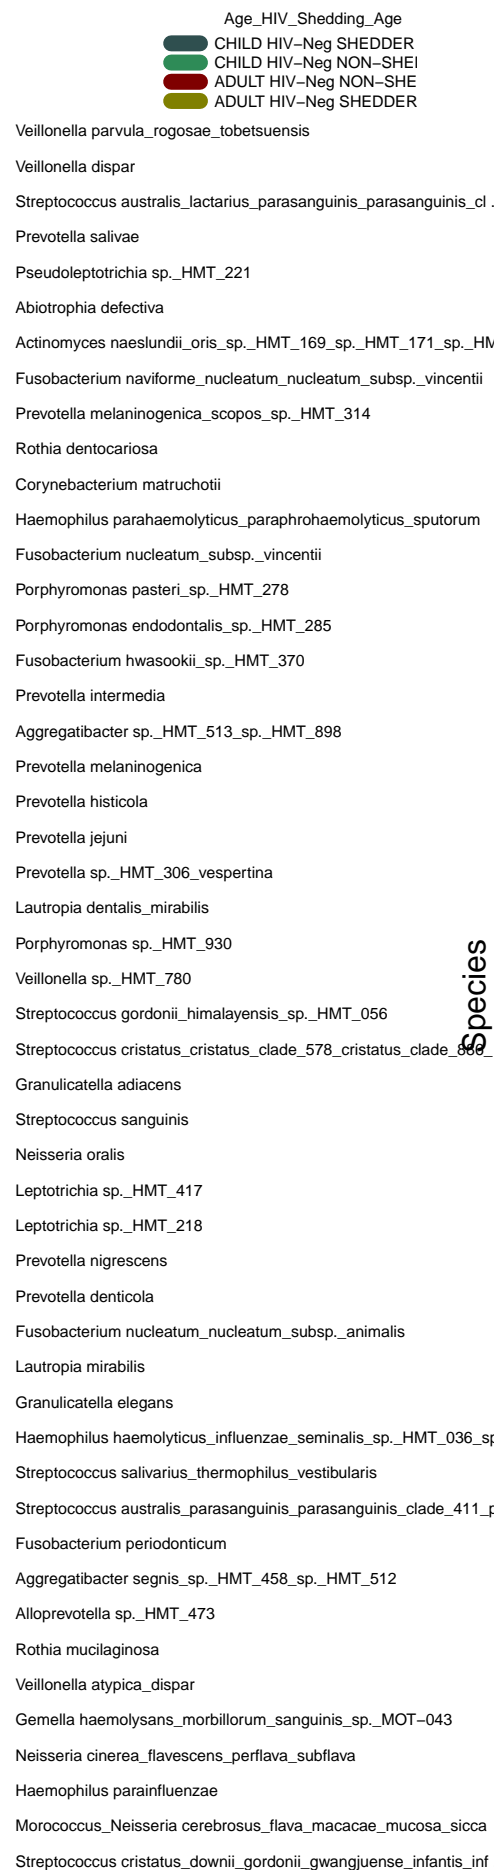 Age_HIV_Shedding_Age
CHILD HIV−Neg SHEDDER
CHILD HIV−Neg NON−SHEI
ADULT HIV−Neg NON−SHE
ADULT HIV−Neg SHEDDER
Veillonella parvula_rogosae_tobetsuensis
Veillonella dispar
Streptococcus australis_lactarius_parasanguinis_parasanguinis_cl .
Prevotella salivae
Pseudoleptotrichia sp._HMT_221
Abiotrophia defectiva
Actinomyces naeslundii_oris_sp._HMT_169_sp._HMT_171_sp._HM
Fusobacterium naviforme_nucleatum_nucleatum_subsp._vincentii
Prevotella melaninogenica_scopos_sp._HMT_314
Rothia dentocariosa
Corynebacterium matruchotii
Haemophilus parahaemolyticus_paraphrohaemolyticus_sputorum
Fusobacterium nucleatum_subsp._vincentii
Porphyromonas pasteri_sp._HMT_278
Porphyromonas endodontalis_sp._HMT_285
Fusobacterium hwasookii_sp._HMT_370
Prevotella intermedia
Aggregatibacter sp._HMT_513_sp._HMT_898
Prevotella melaninogenica
Prevotella histicola
Prevotella jejuni
Prevotella sp._HMT_306_vespertina
Lautropia dentalis_mirabilis
Porphyromonas sp._HMT_930
Veillonella sp._HMT_780
Streptococcus gordonii_himalayensis_sp._HMT_056
Species
Streptococcus cristatus_cristatus_clade_578_cristatus_clade_886_
Granulicatella adiacens
Streptococcus sanguinis
Neisseria oralis
Leptotrichia sp._HMT_417
Leptotrichia sp._HMT_218
Prevotella nigrescens
Prevotella denticola
Fusobacterium nucleatum_nucleatum_subsp._animalis
Lautropia mirabilis
Granulicatella elegans
Haemophilus haemolyticus_influenzae_seminalis_sp._HMT_036_sp
Streptococcus salivarius_thermophilus_vestibularis
Streptococcus australis_parasanguinis_parasanguinis_clade_411_p
Fusobacterium periodonticum
Aggregatibacter segnis_sp._HMT_458_sp._HMT_512
Alloprevotella sp._HMT_473
Rothia mucilaginosa
Veillonella atypica_dispar
Gemella haemolysans_morbillorum_sanguinis_sp._MOT−043
Neisseria cinerea_flavescens_perflava_subflava
Haemophilus parainfluenzae
Morococcus_Neisseria cerebrosus_flava_macacae_mucosa_sicca
Streptococcus cristatus_downii_gordonii_gwangjuense_infantis_inf